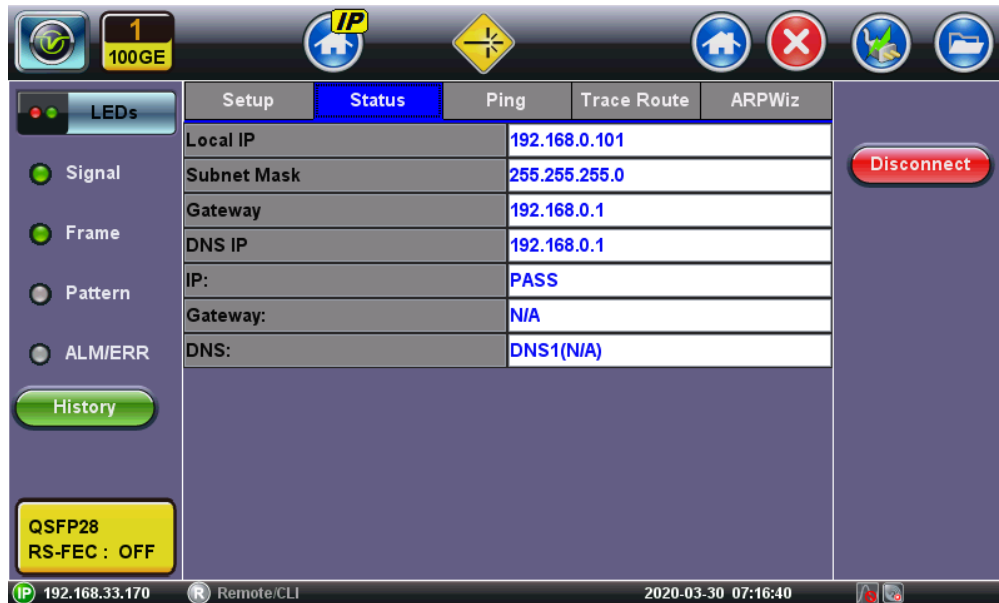 1
100GE
IP
LEDs
Setup Status Ping Trace Route ARPWiz
Local IP 192.168.0.101
Subnet Mask 255.255.255.0
Gateway 192.168.0.1
DNS IP 192.168.0.1
IP: PASS
Gateway: N/A
DNS: DNS1(N/A)
Disconnect
Signal
Frame
Pattern
ALM/ERR
History
QSFP28
RS-FEC : OFF
IP 192.168.33.170 R Remote/CLI 2020-03-30 07:16:40